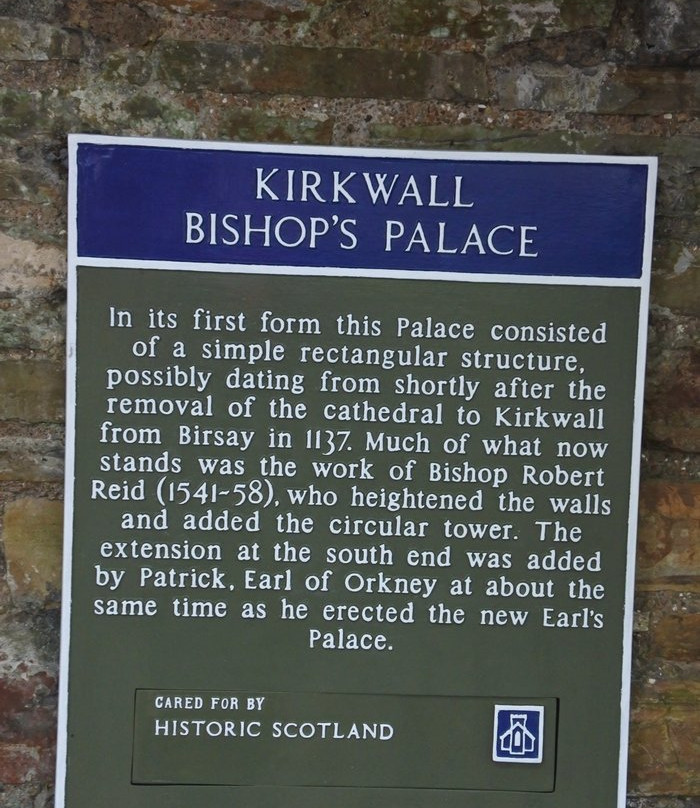 KIRKWALL
BISHOP'S PALACE
In its first form this Palace consisted
of a simple rectangular structure,
possibly dating from shortly after the
removal of the cathedral to Kirkwall
from Birsay in 1137. Much of what now
stands was the work of Bishop Robert
Reid (1541-58), who heightened the walls
and added the circular tower. The
extension at the south end was added
by Patrick, Earl of Orkney at about the
same time as he erected the new Earl's
Palace.
CARED FOR BY
HISTORIC SCOTLAND